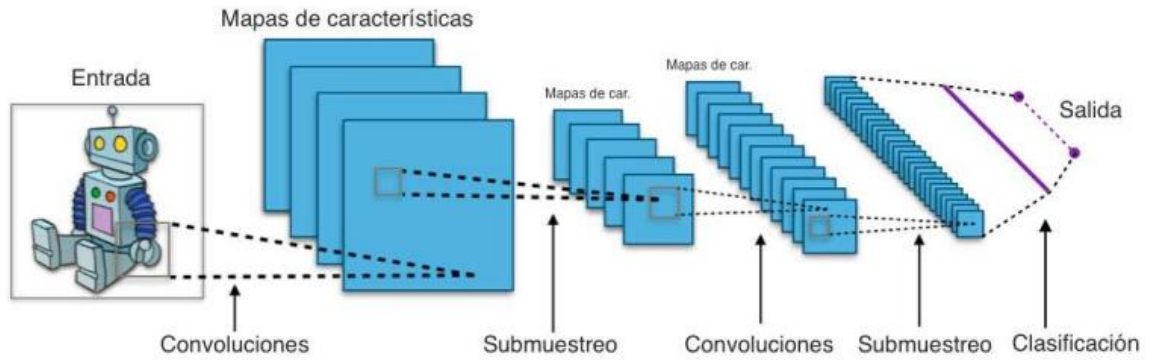 Mapas de características
Entrada
Mapas de car.
Mapas de car.
Salida
Convoluciones
Submuestreo
Convoluciones
Submuestreo
Clasificación